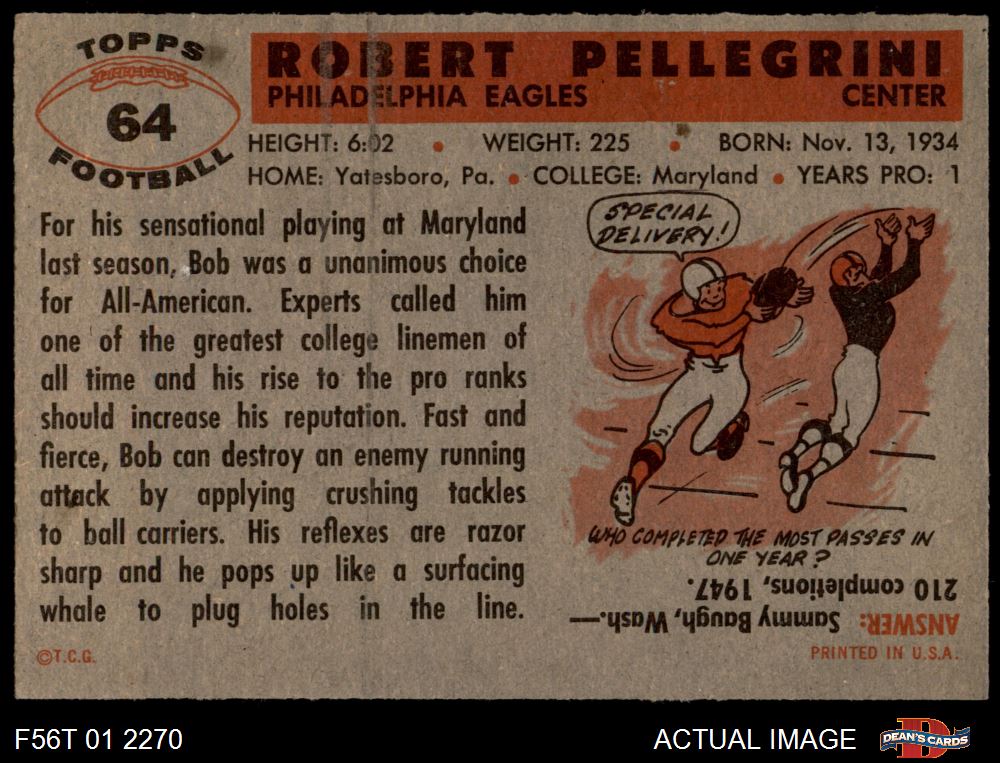 TOPPS
64
FOOTBALL
ROBERT PELLEGRINI
PHILADELPHIA EAGLES CENTER
HEIGHT: 6:02 • WEIGHT: 225 • BORN: Nov. 13, 1934
HOME: Yatesboro, Pa. • COLLEGE: Maryland • YEARS PRO: 1
For his sensational playing at Maryland
last season, Bob was a unanimous choice
for All-American. Experts called him
one of the greatest college linemen of
all time and his rise to the pro ranks
should increase his reputation. Fast and
fierce, Bob can destroy an enemy running
attack by applying crushing tackles
to ball carriers. His reflexes are razor
sharp and he pops up like a surfacing
whale to plug holes in the line.
©T.C.G.
SPECIAL
DELIVERY!
WHO COMPLETED THE MOST PASSES IN
ONE YEAR?
ANSWER: Sammy Baugh, Wash.—
210 completions, 1947.
PRINTED IN U.S.A.
F56T 01 2270
ACTUAL IMAGE
D
DEAN'S CARDS